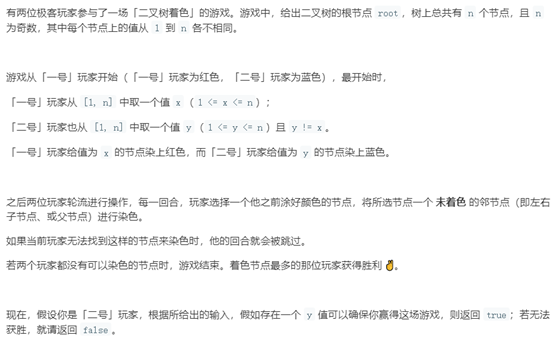 有两位极客玩家参与了一场「二叉树着色」的游戏。游戏中，给出二叉树的根节点 root，树上总共有 n 个节点，且 n
为奇数，其中每个节点上的值从 1 到 n 各不相同。
游戏从「一号」玩家开始（「一号」玩家为红色，「二号」玩家为蓝色），最开始时，
「一号」玩家从 [1, n] 中取一个值 x（1 <= x <= n）；
「二号」玩家也从 [1, n] 中取一个值 y（1 <= y <= n）且 y != x。
「一号」玩家给值为 x 的节点染上红色，而「二号」玩家给值为 y 的节点染上蓝色。
之后两位玩家轮流进行操作，每一回合，玩家选择一个他之前涂好颜色的节点，将所选节点一个 未着色 的邻节点（即左右
子节点、或父节点）进行染色。
如果当前玩家无法找到这样的节点来染色时，他的回合就会被跳过。
若两个玩家都没有可以染色的节点时，游戏结束。着色节点最多的那位玩家获得胜利 ✌️。
现在，假设你是「二号」玩家，根据所给出的输入，假如存在一个 y 值可以确保你赢得这场游戏，则返回 true；若无法
获胜，就请返回 false。